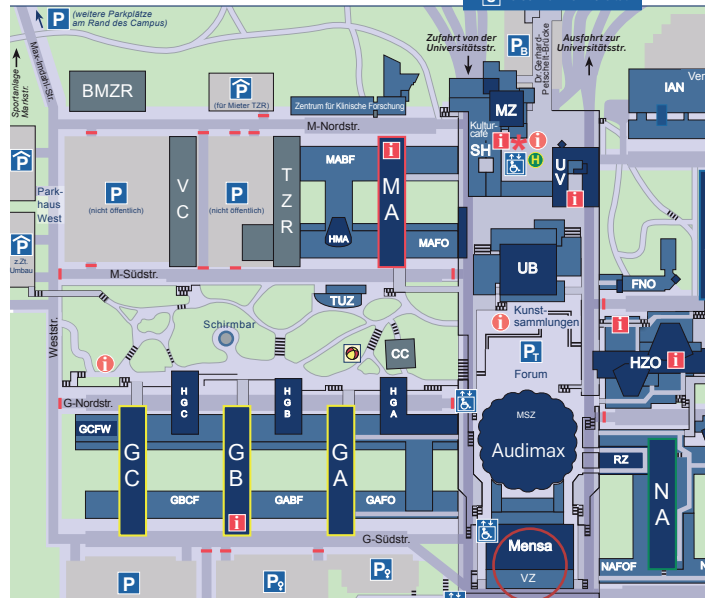 P
(weitere Parkplätze
am Rand des Campus)
Max-Imdahl-Str.
Sportanlage
Markstr.
Zufahrt von der
Universitätsstr.
Ausfahrt zur
Universitätsstr.
Dr.Gerhard-
Petschelt-Brücke
PB
BMZR
P
(für Mieter TZR)
Zentrum für Klinische Forschung
MZ
IAN
Ver
Kultur-
café
SH
H
UV
M-Nordstr.
P
P
(nicht öffentlich)
VC
P
(nicht öffentlich)
TZR
MABF
HMA
MAFO
MA
i
i
i
i
Park-
haus
West
P
z.Zt.
Umbau
M-Südstr.
UB
FNO
TUZ
Kunst-
sammlungen
i
i
Schirmbar
CC
PT
Forum
HZO
i
i
Weststr.
G-Nordstr.
HGC
HGB
HGA
GCFW
GC
GB
GA
MSZ
Audimax
RZ
NA
GBCF
GABF
GAFO
i
G-Südstr.
Mensa
VZ
NAFOF
N
P
P
P